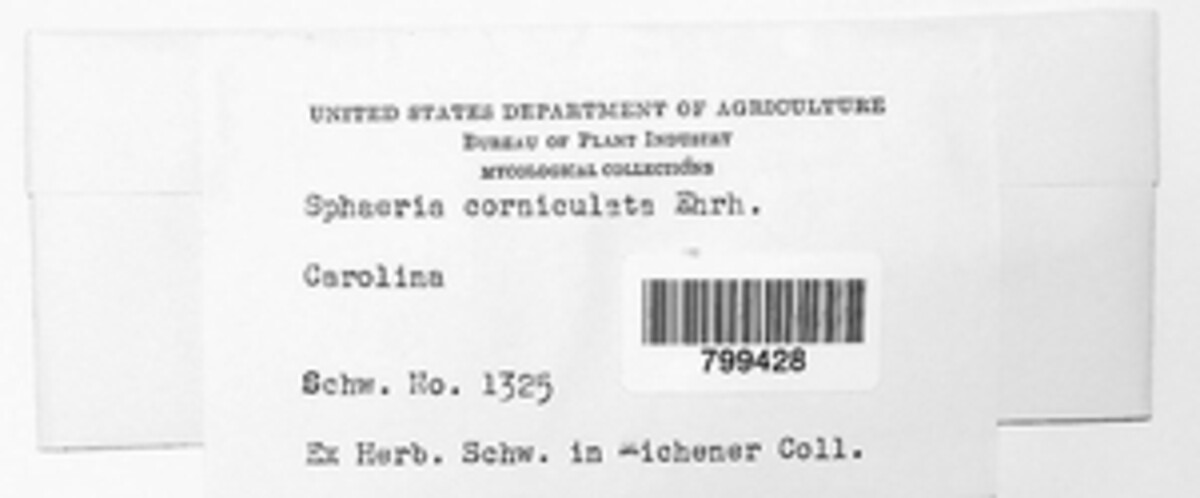 UNITED STATES DEPARTMENT OF AGRICULTURE
BUREAU OF PLANT INDUSTRY
MYCOLOGICAL COLLECTIONS
Sphaeria corniculata Ehrh.
Carolina
799428
Schw. No. 1325
Ex Herb. Schw. in Michener Coll.